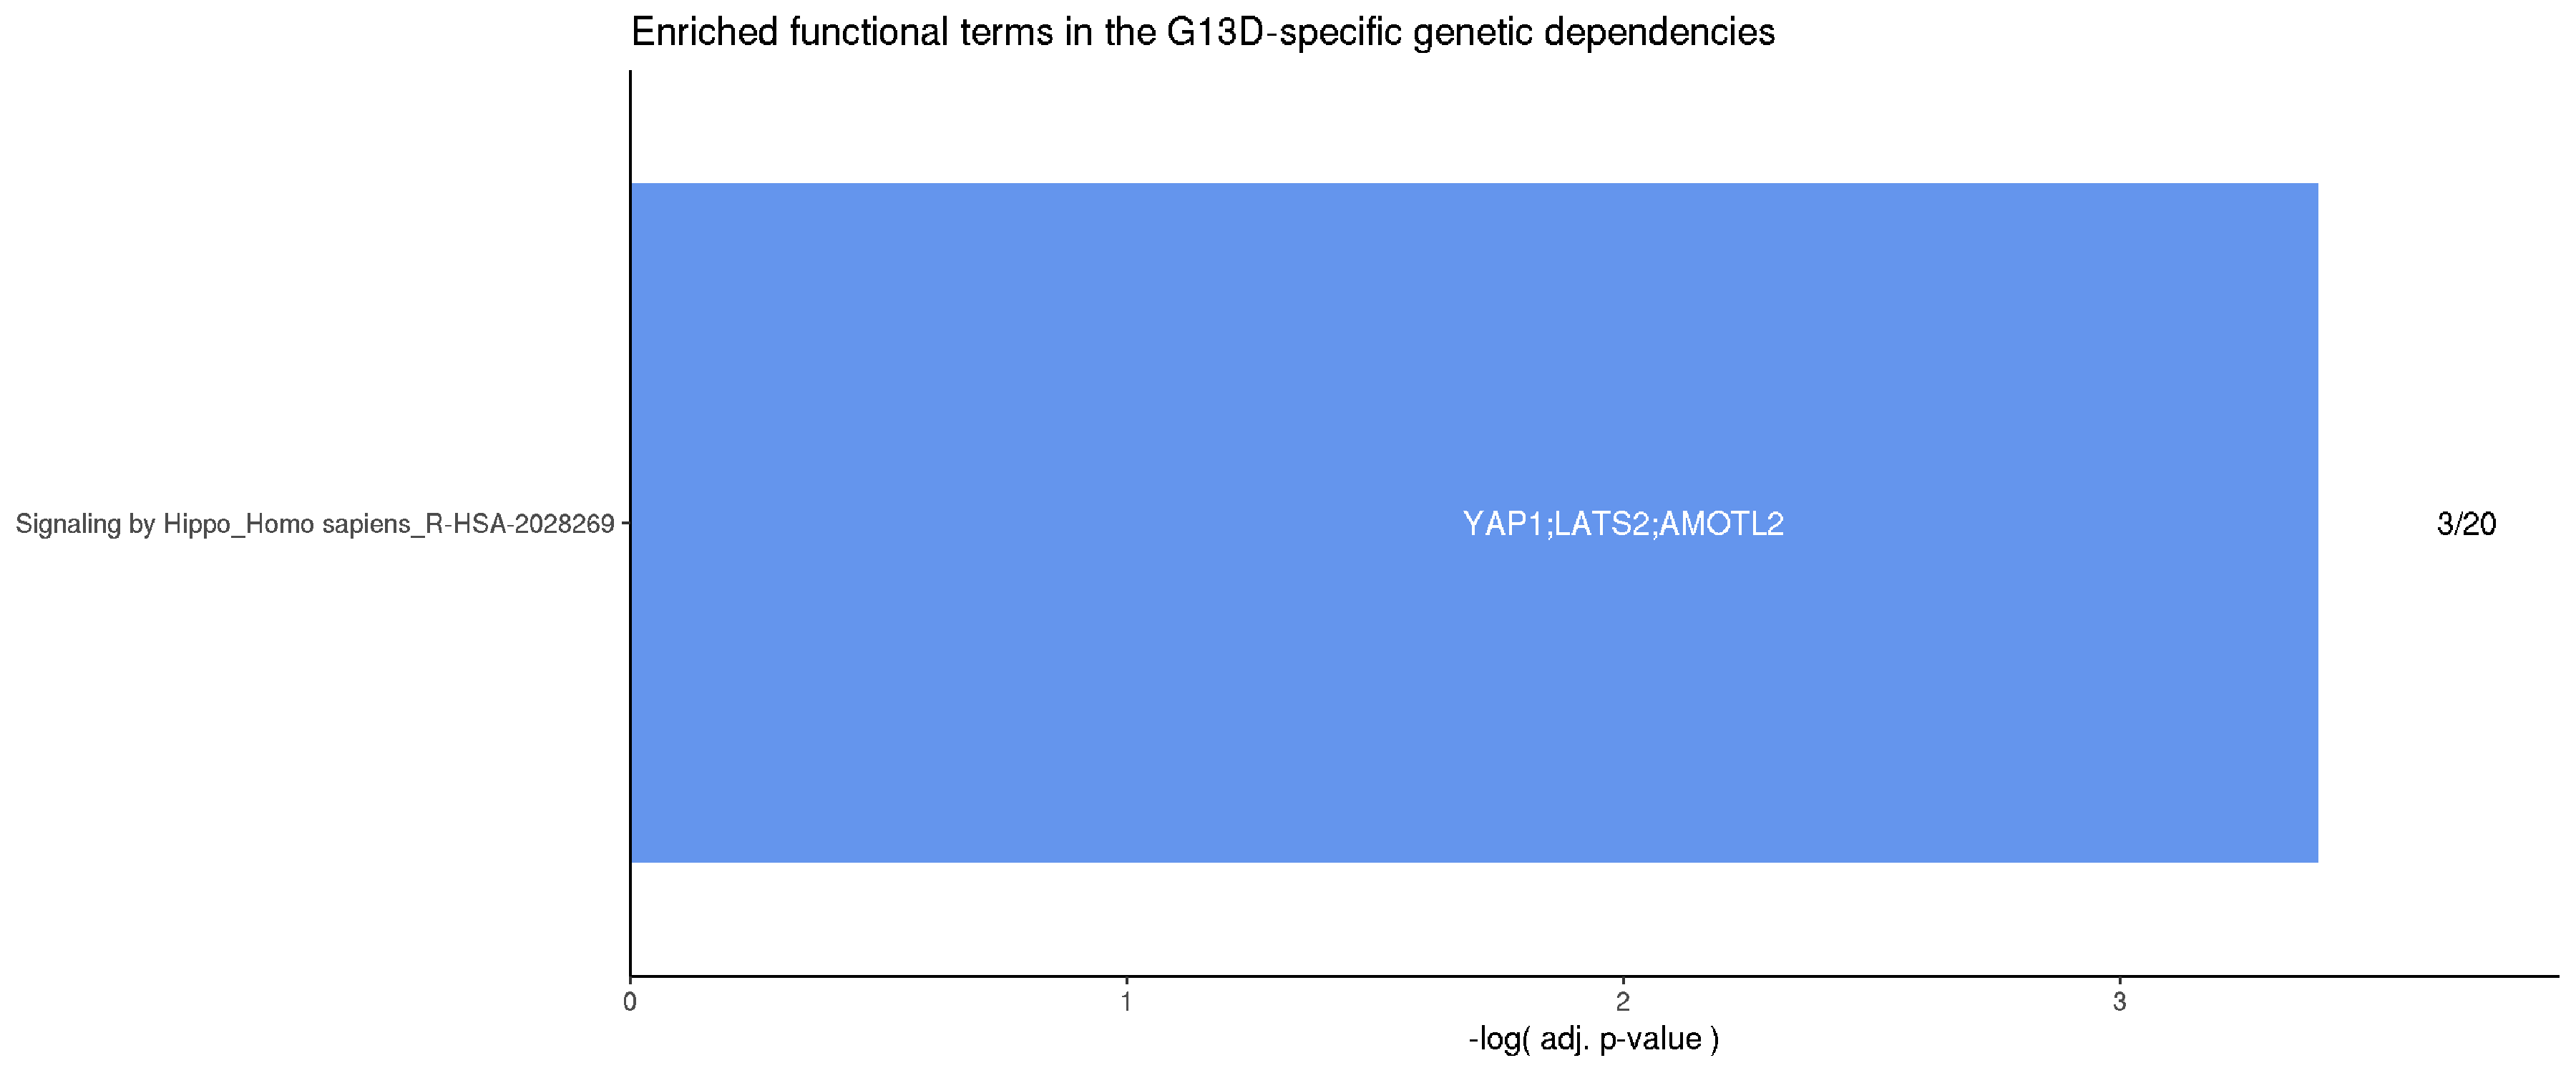 Enriched functional terms in the G13D-specific genetic dependencies
Signaling by Hippo_Homo sapiens_R-HSA-2028269
YAP1;LATS2;AMOTL2
3/20
0 1 2 3
-log( adj. p-value )